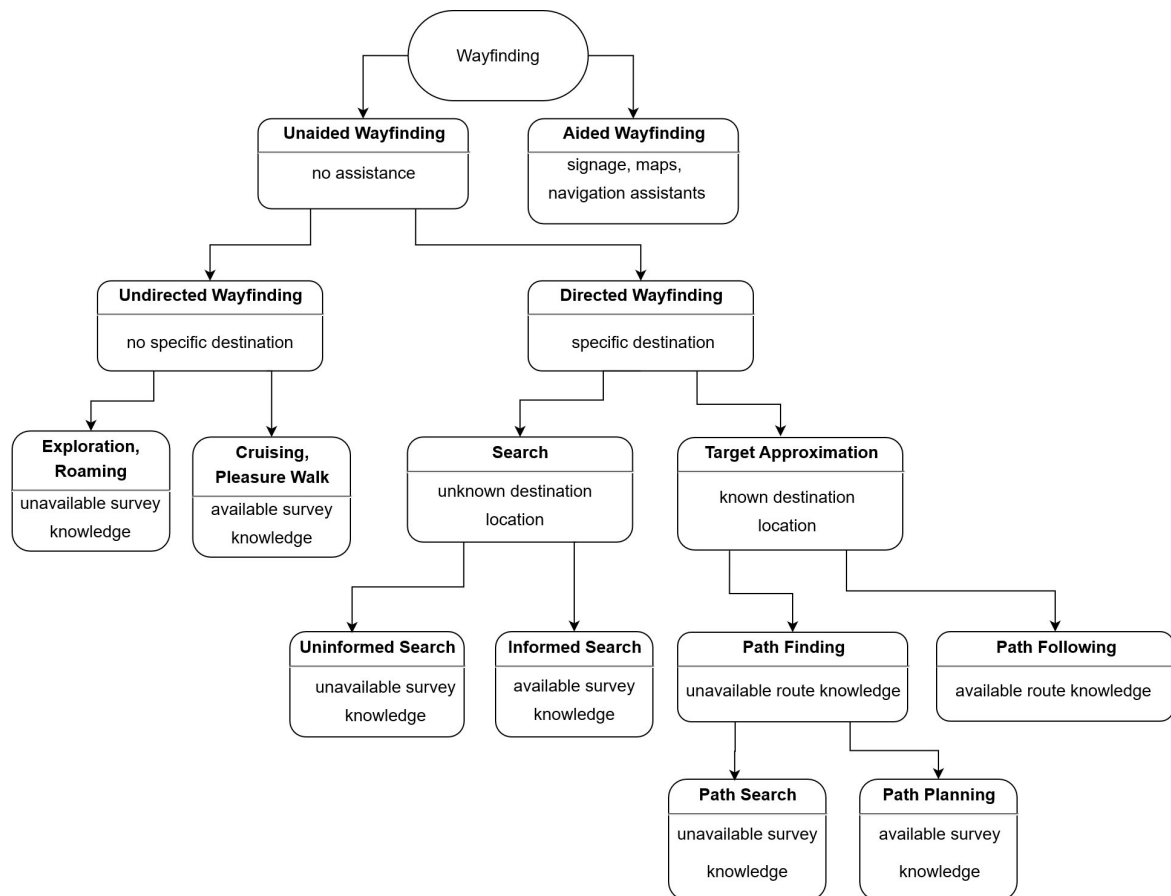 Wayfinding
Unaided Wayfinding
no assistance
Aided Wayfinding
signage, maps,
navigation assistants
Undirected Wayfinding
no specific destination
Directed Wayfinding
specific destination
Exploration,
Roaming
unavailable survey
knowledge
Cruising,
Pleasure Walk
available survey
knowledge
Search
unknown destination
location
Target Approximation
known destination
location
Uninformed Search
unavailable survey
knowledge
Informed Search
available survey
knowledge
Path Finding
unavailable route knowledge
Path Following
available route knowledge
Path Search
unavailable survey
knowledge
Path Planning
available survey
knowledge